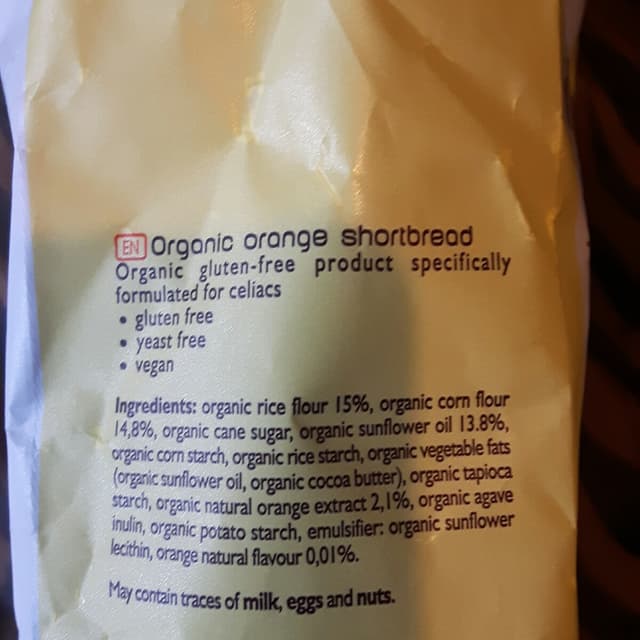 EN Organic orange shortbread
Organic gluten-free product specifically
formulated for celiacs
• gluten free
• yeast free
• vegan
Ingredients: organic rice flour 15%, organic corn flour
14,8%, organic cane sugar, organic sunflower oil 13.8%,
organic corn starch, organic rice starch, organic vegetable fats
(organic sunflower oil, organic cocoa butter), organic tapioca
starch, organic natural orange extract 2,1%, organic agave
inulin, organic potato starch, emulsifier: organic sunflower
lecithin, orange natural flavour 0,01%.
May contain traces of milk, eggs and nuts.